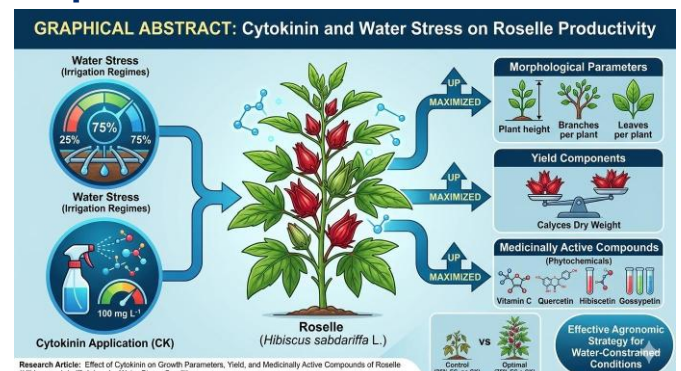 GRAPHICAL ABSTRACT: Cytokinin and Water Stress on Roselle Productivity
Water Stress
(Irrigation Regimes)
75%
25%
75%
Water Stress
(Irrigation Regimes)
100 mg L⁻¹
Cytokinin Application (CK)
Roselle
(Hibiscus sabdariffa L.)
UP
MAXIMIZED
Morphological Parameters
Plant height
Branches
per plant
Leaves
per plant
UP
MAXIMIZED
Yield Components
Calyces Dry Weight
UP
MAXIMIZED
Medicinally Active Compounds
(Phytochemicals)
Vitamin C
Quercetin
Hibiscetin
Gossypetin
Control
vs
Optimal
Effective Agronomic
Strategy for
Water-Constrained
Conditions
Research Article: Effect of Cytokinin on Growth Parameters, Yield, and Medicinally Active Compounds of Roselle